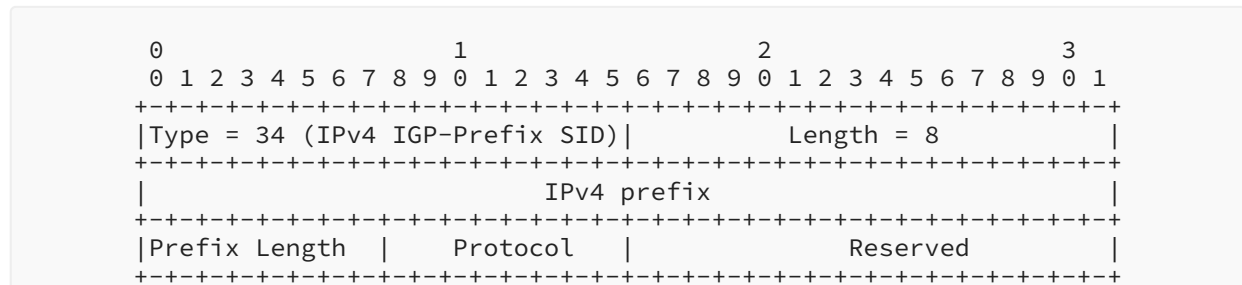 0                   1                   2                   3
 0 1 2 3 4 5 6 7 8 9 0 1 2 3 4 5 6 7 8 9 0 1 2 3 4 5 6 7 8 9 0 1
+-+-+-+-+-+-+-+-+-+-+-+-+-+-+-+-+-+-+-+-+-+-+-+-+-+-+-+-+-+-+-+-+
|Type = 34 (IPv4 IGP-Prefix SID)|          Length = 8           |
+-+-+-+-+-+-+-+-+-+-+-+-+-+-+-+-+-+-+-+-+-+-+-+-+-+-+-+-+-+-+-+-+
|                          IPv4 prefix                          |
+-+-+-+-+-+-+-+-+-+-+-+-+-+-+-+-+-+-+-+-+-+-+-+-+-+-+-+-+-+-+-+-+
|Prefix Length  |    Protocol   |              Reserved         |
+-+-+-+-+-+-+-+-+-+-+-+-+-+-+-+-+-+-+-+-+-+-+-+-+-+-+-+-+-+-+-+-+